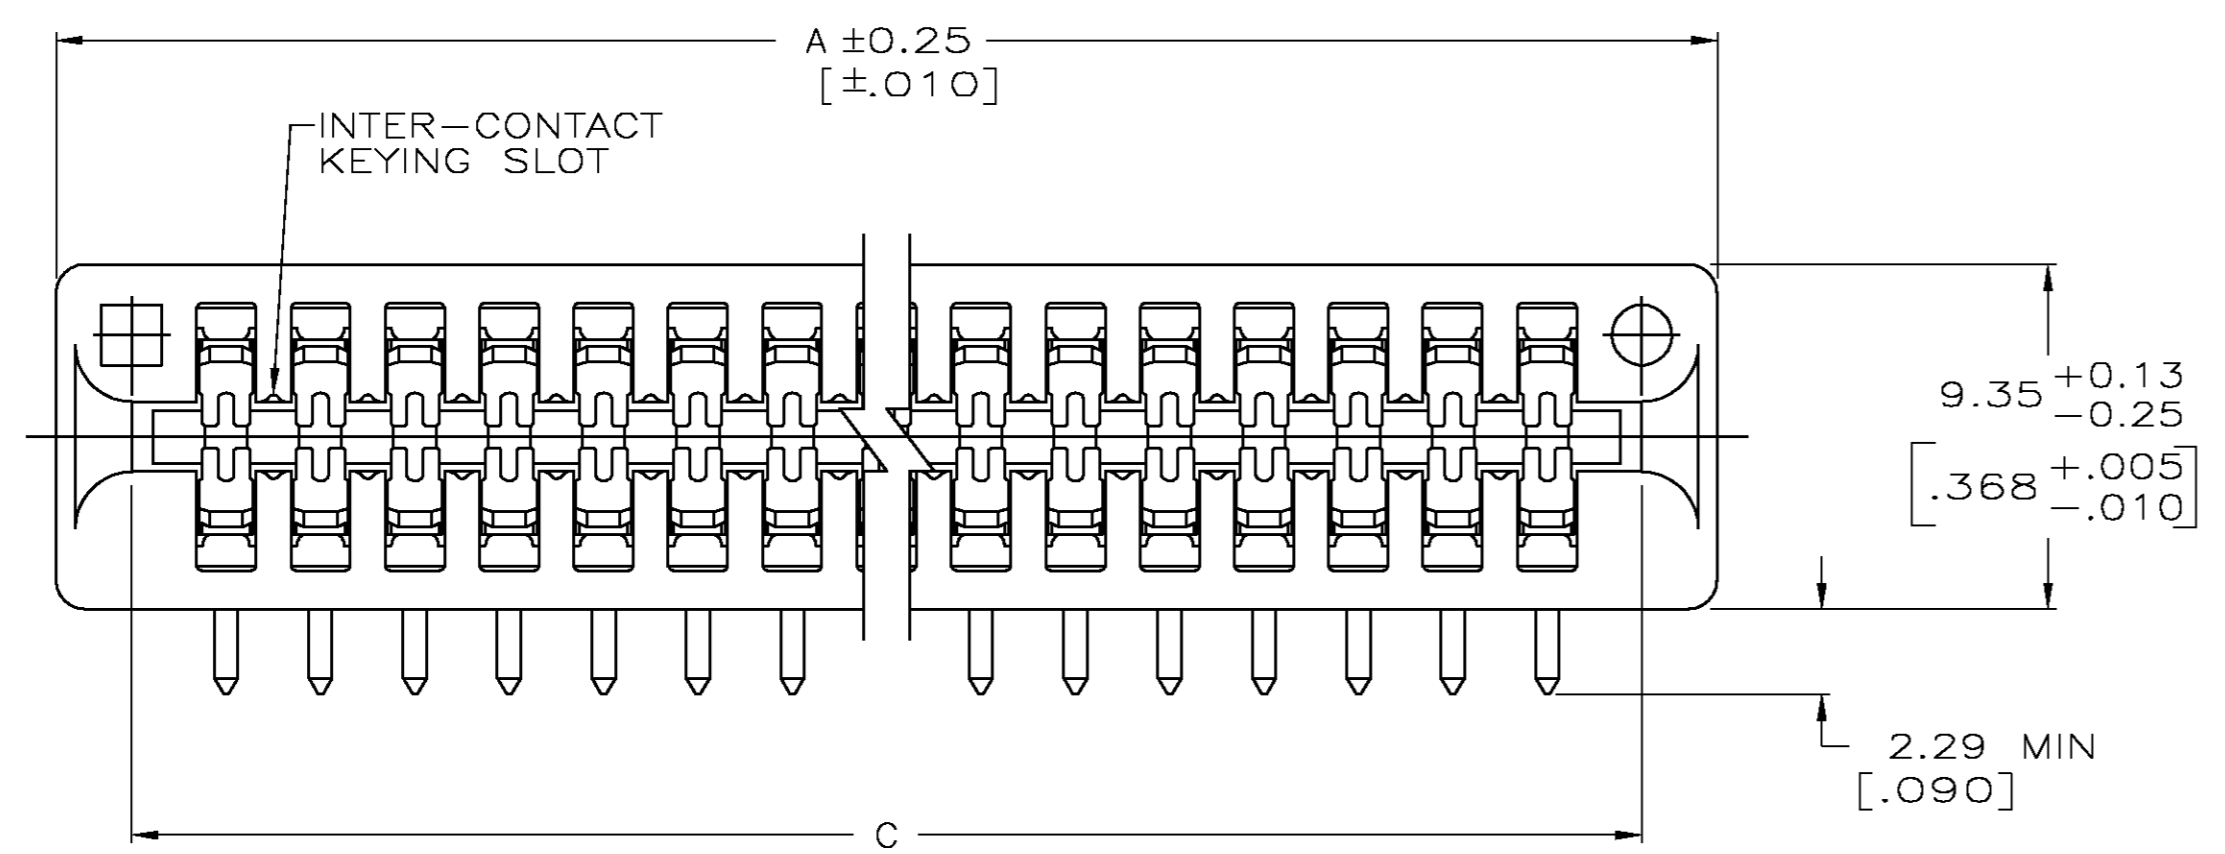 A ±0.25
[±.010]
INTER-CONTACT
KEYING SLOT
9.35 +0.13
-0.25
[.368 +.005
-.010]
2.29 MIN
[.090]
C